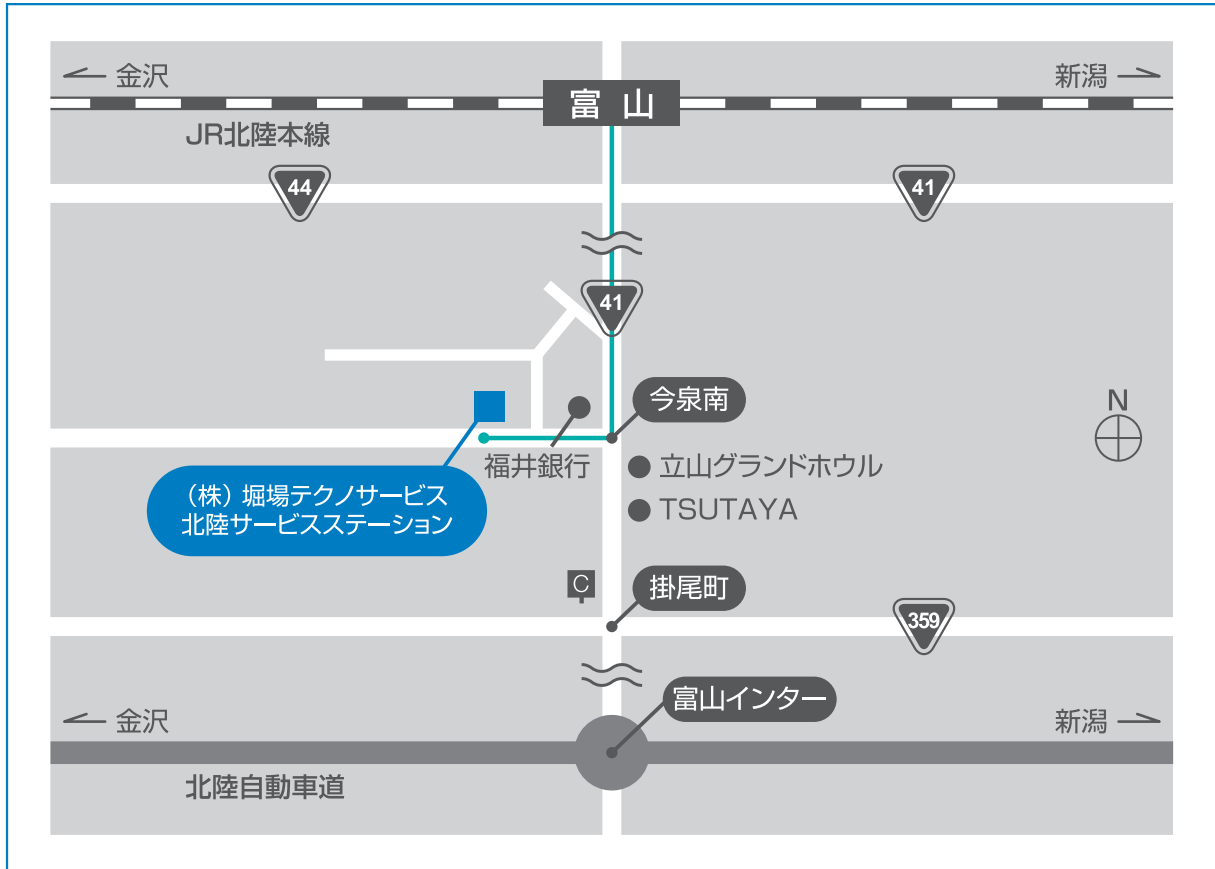 金沢
新潟
富山
JR北陸本線
44
41
41
今泉南
N
福井銀行
立山グランドホウル
(株)堀場テクノサービス
北陸サービスステーション
TSUTAYA
C
掛尾町
359
富山インター
金沢
新潟
北陸自動車道